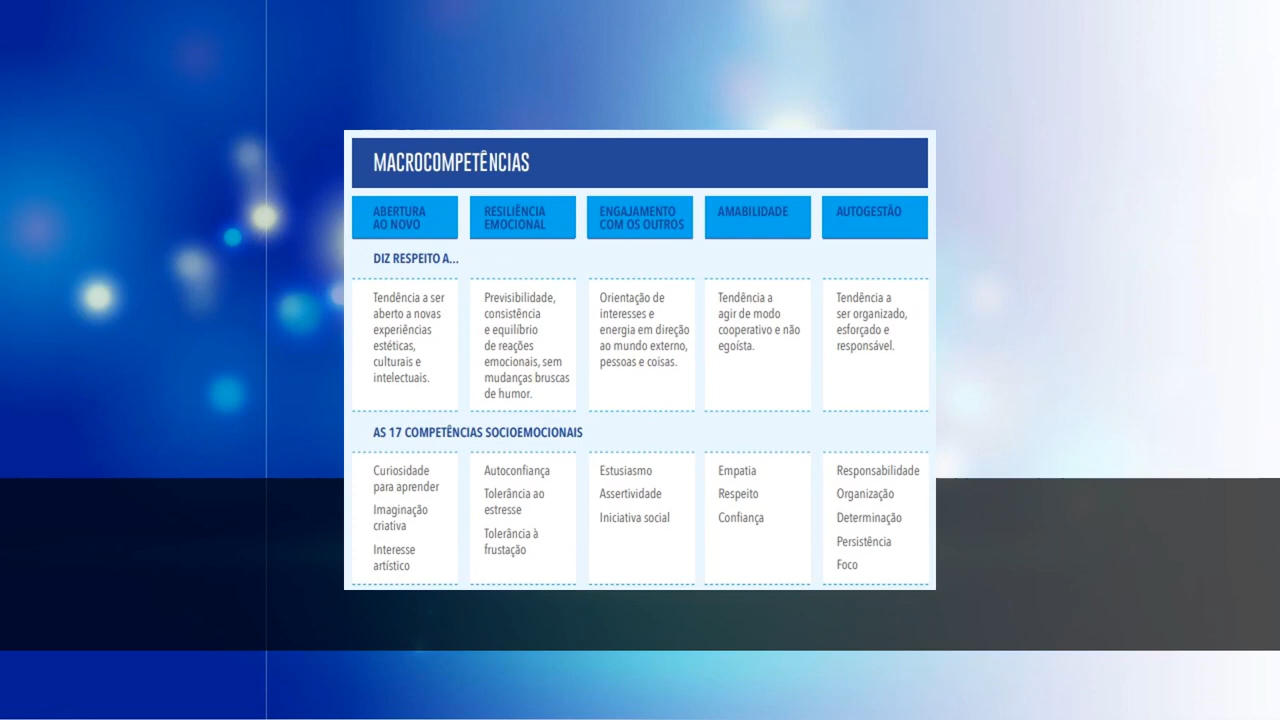 MACROCOMPETÊNCIAS
ABERTURA
AO NOVO
RESILIÊNCIA
EMOCIONAL
ENGAJAMENTO
COM OS OUTROS
AMABILIDADE
AUTOGESTÃO
DIZ RESPEITO A...
Tendência a ser
aberto a novas
experiências
estéticas,
culturais e
intelectuais.
Previsibilidade,
consistência
e equilíbrio
de reações
emocionais, sem
mudanças bruscas
de humor.
Orientação de
interesses e
energia em direção
ao mundo externo,
pessoas e coisas.
Tendência a
agir de modo
cooperativo e não
egoísta.
Tendência a
ser organizado,
esforçado e
responsável.
AS 17 COMPETÊNCIAS SOCIOEMOCIONAIS
Curiosidade
para aprender
Imaginação
criativa
Interesse
artístico
Autoconfiança
Tolerância ao
estresse
Tolerância à
frustação
Estusiasmo
Assertividade
Iniciativa social
Empatia
Respeito
Confiança
Responsabilidade
Organização
Determinação
Persistência
Foco